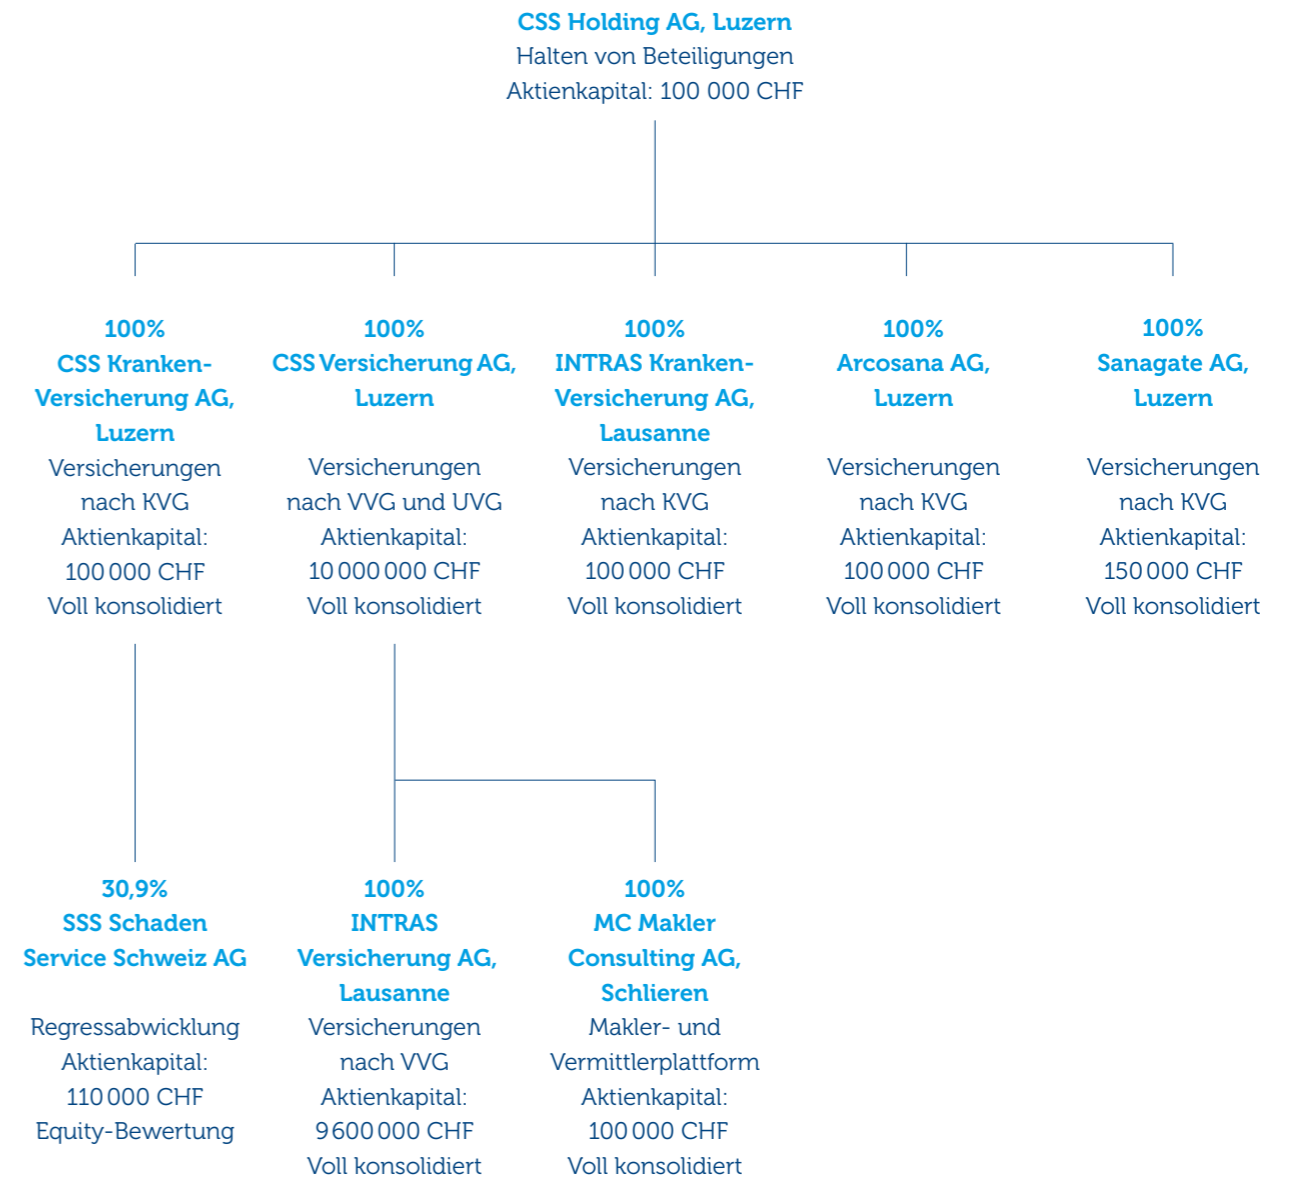 CSS Holding AG, Luzern
Halten von Beteiligungen
Aktienkapital: 100 000 CHF
100%
CSS Kranken-
Versicherung AG,
Luzern
Versicherungen
nach KVG
Aktienkapital:
100 000 CHF
Voll konsolidiert
100%
CSS Versicherung AG,
Luzern
Versicherungen
nach VVG und UVG
Aktienkapital:
10 000 000 CHF
Voll konsolidiert
100%
INTRAS Kranken-
Versicherung AG,
Lausanne
Versicherungen
nach KVG
Aktienkapital:
100 000 CHF
Voll konsolidiert
100%
Arcosana AG,
Luzern
Versicherungen
nach KVG
Aktienkapital:
100 000 CHF
Voll konsolidiert
100%
Sanagate AG,
Luzern
Versicherungen
nach KVG
Aktienkapital:
150 000 CHF
Voll konsolidiert
30,9%
SSS Schaden
Service Schweiz AG
Regressabwicklung
Aktienkapital:
110 000 CHF
Equity-Bewertung
100%
INTRAS
Versicherung AG,
Lausanne
Versicherungen
nach VVG
Aktienkapital:
9 600 000 CHF
Voll konsolidiert
100%
MC Makler
Consulting AG,
Schlieren
Makler- und
Vermittlerplattform
Aktienkapital:
100 000 CHF
Voll konsolidiert